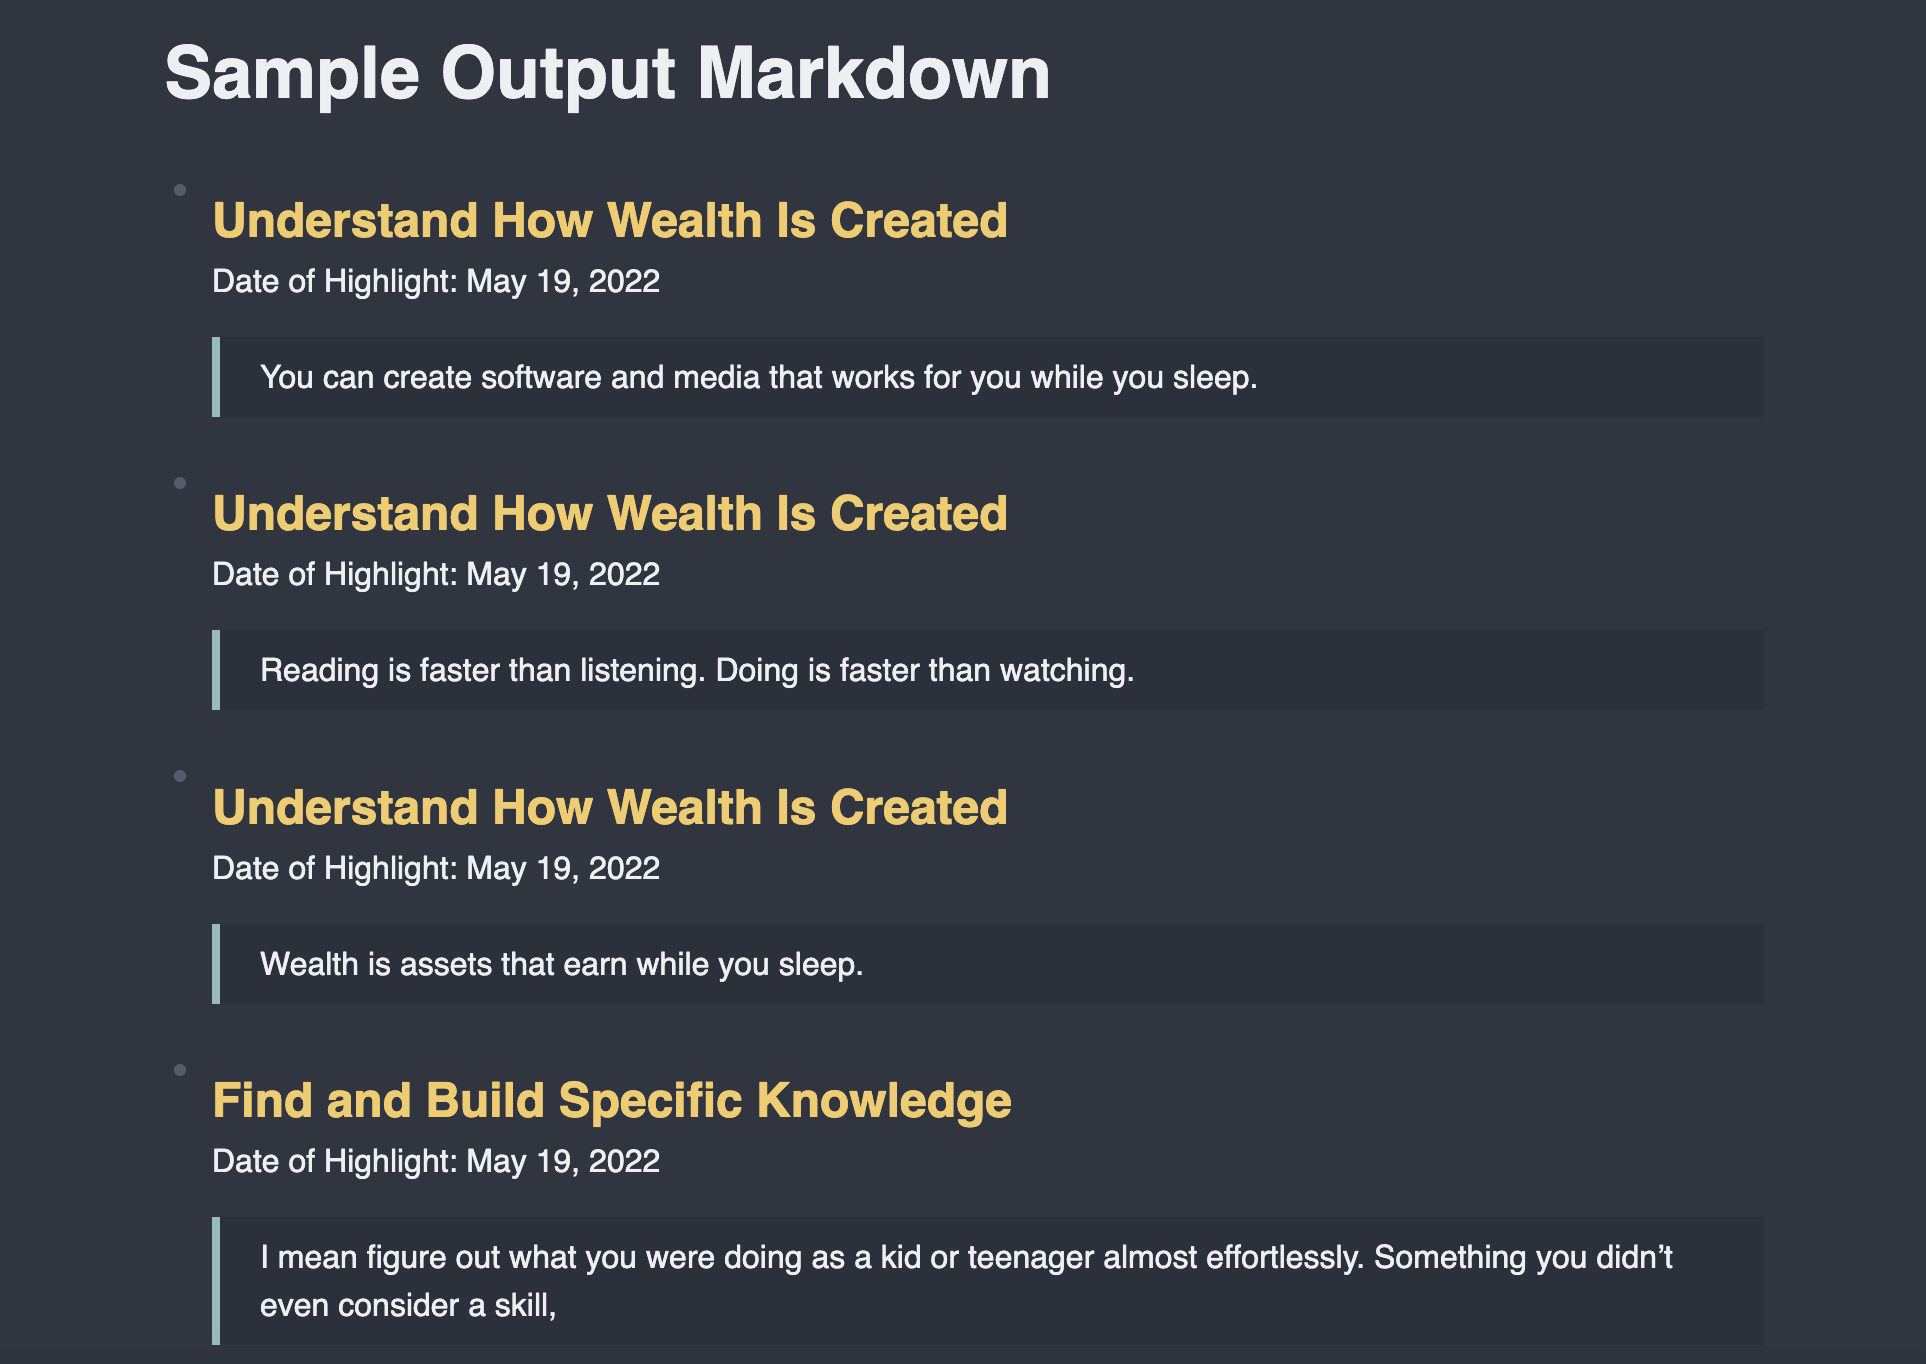 Sample Output Markdown
Understand How Wealth Is Created
Date of Highlight: May 19, 2022
You can create software and media that works for you while you sleep.
Understand How Wealth Is Created
Date of Highlight: May 19, 2022
Reading is faster than listening. Doing is faster than watching.
Understand How Wealth Is Created
Date of Highlight: May 19, 2022
Wealth is assets that earn while you sleep.
Find and Build Specific Knowledge
Date of Highlight: May 19, 2022
I mean figure out what you were doing as a kid or teenager almost effortlessly. Something you didn’t
even consider a skill,